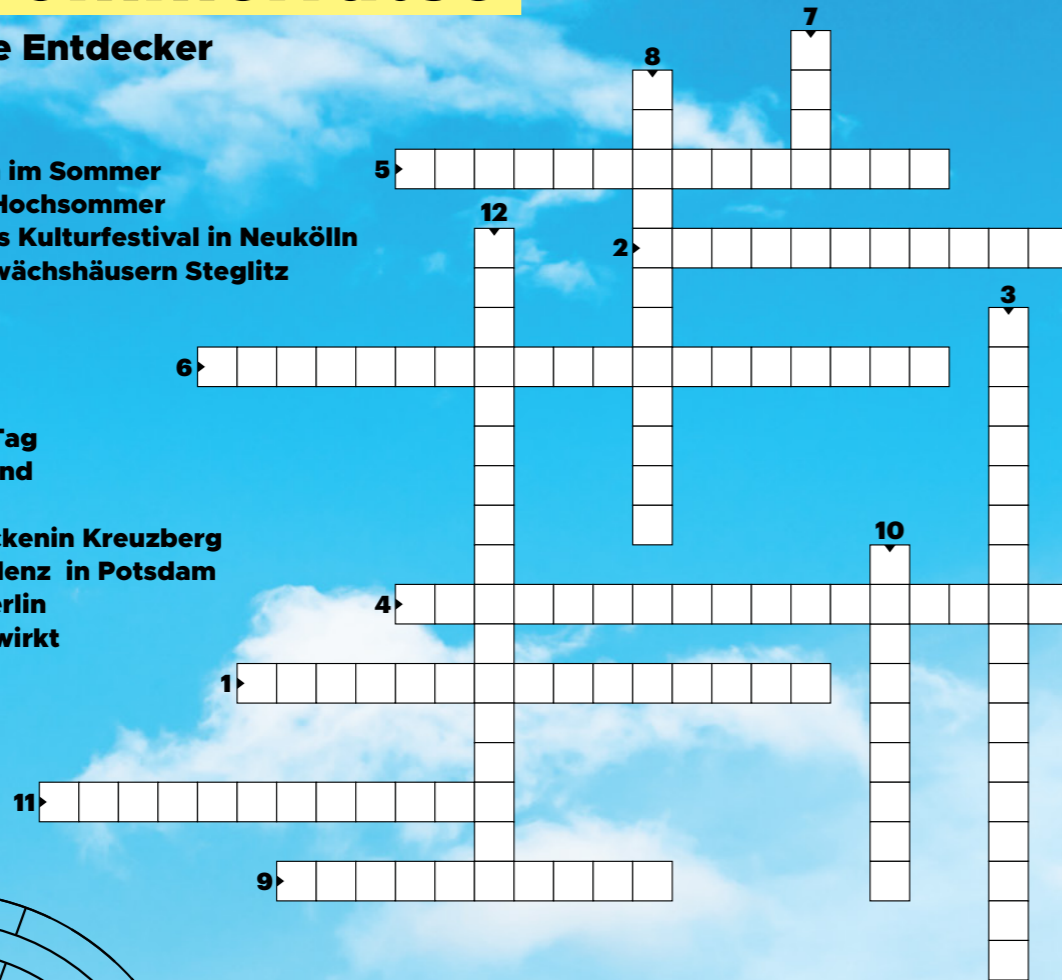 e Entdecker
im Sommer
Hochsommer
s Kulturfestival in Neukölln
wächshäusern Steglitz
Tag
nd
ckenin Kreuzberg
denz in Potsdam
erlin
wirkt
7
8
5
12
2
3
6
10
4
1
11
9